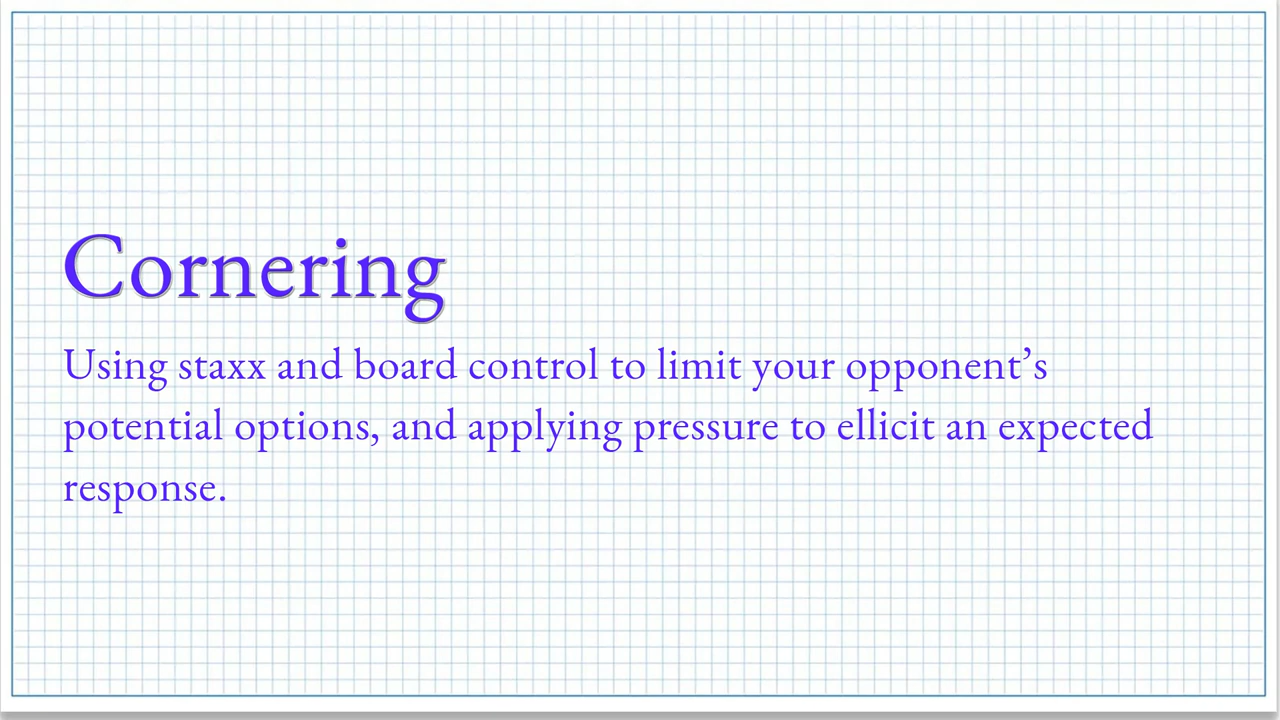 Cornering
Using staxx and board control to limit your opponent’s
potential options, and applying pressure to ellicit an expected
response.